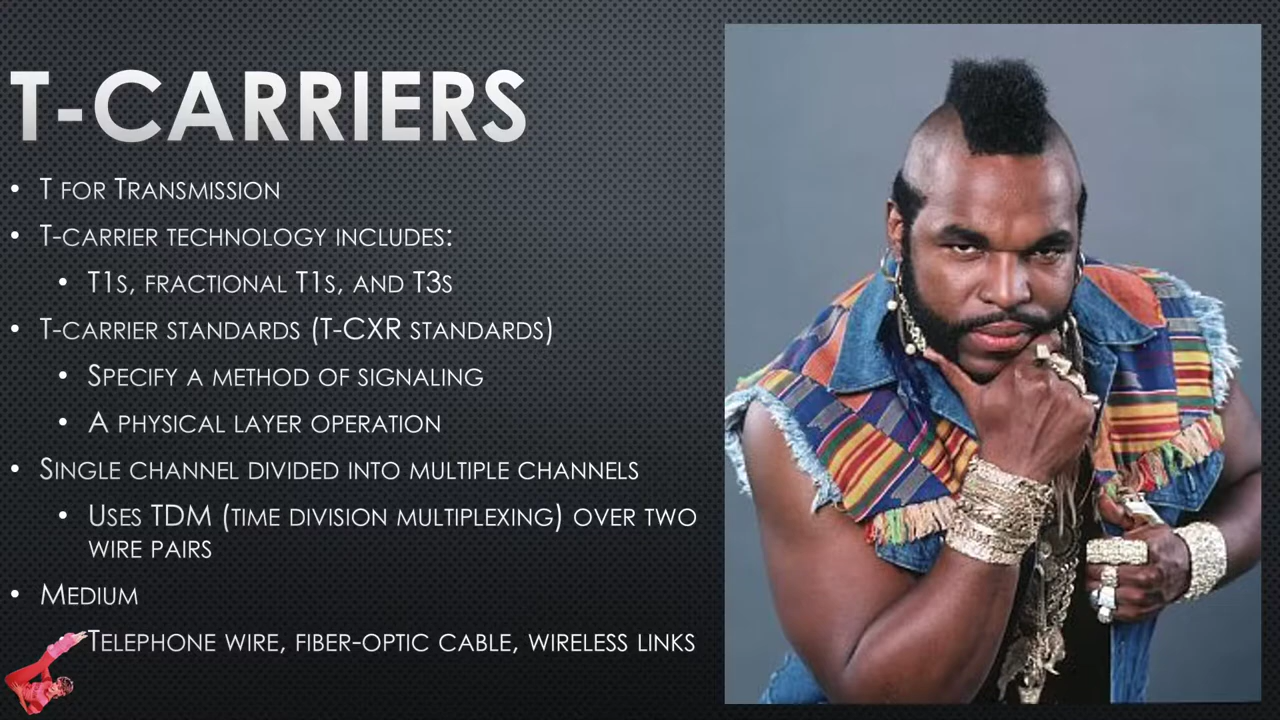 T-CARRIERS
• T FOR TRANSMISSION
• T-CARRIER TECHNOLOGY INCLUDES:
• T1S, FRACTIONAL T1S, AND T3S
• T-CARRIER STANDARDS (T-CXR STANDARDS)
• SPECIFY A METHOD OF SIGNALING
• A PHYSICAL LAYER OPERATION
• SINGLE CHANNEL DIVIDED INTO MULTIPLE CHANNELS
• USES TDM (TIME DIVISION MULTIPLEXING) OVER TWO
WIRE PAIRS
• MEDIUM
TELEPHONE WIRE, FIBER-OPTIC CABLE, WIRELESS LINKS